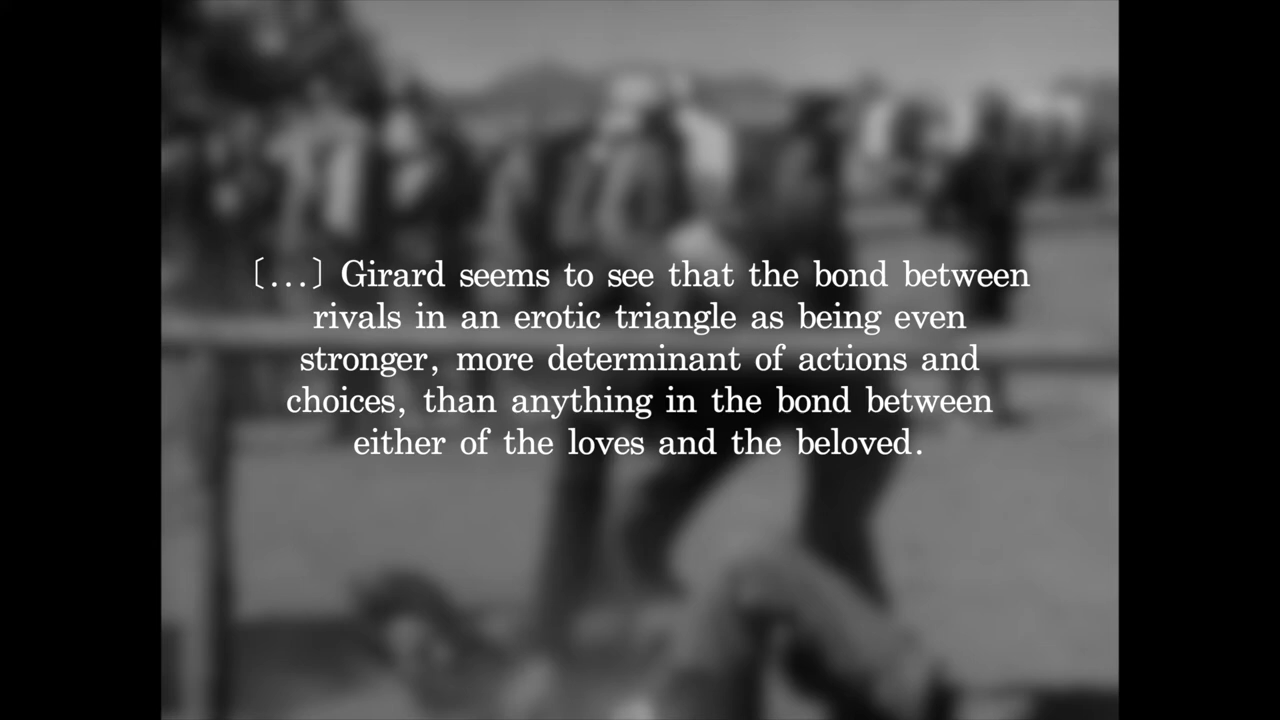 〔...〕 Girard seems to see that the bond between
rivals in an erotic triangle as being even
stronger, more determinant of actions and
choices, than anything in the bond between
either of the loves and the beloved.